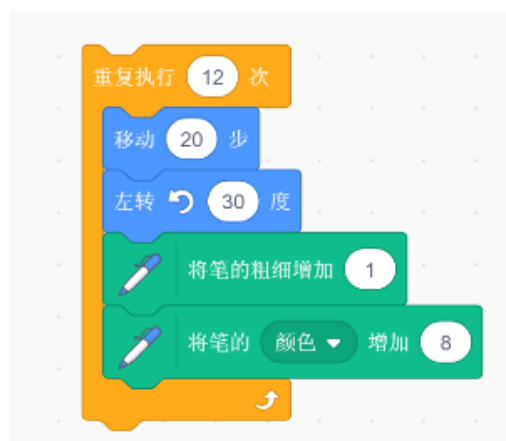 重复执行 12 次
移动 20 步
左转 30 度
将笔的粗细增加 1
将笔的 颜色 增加 8